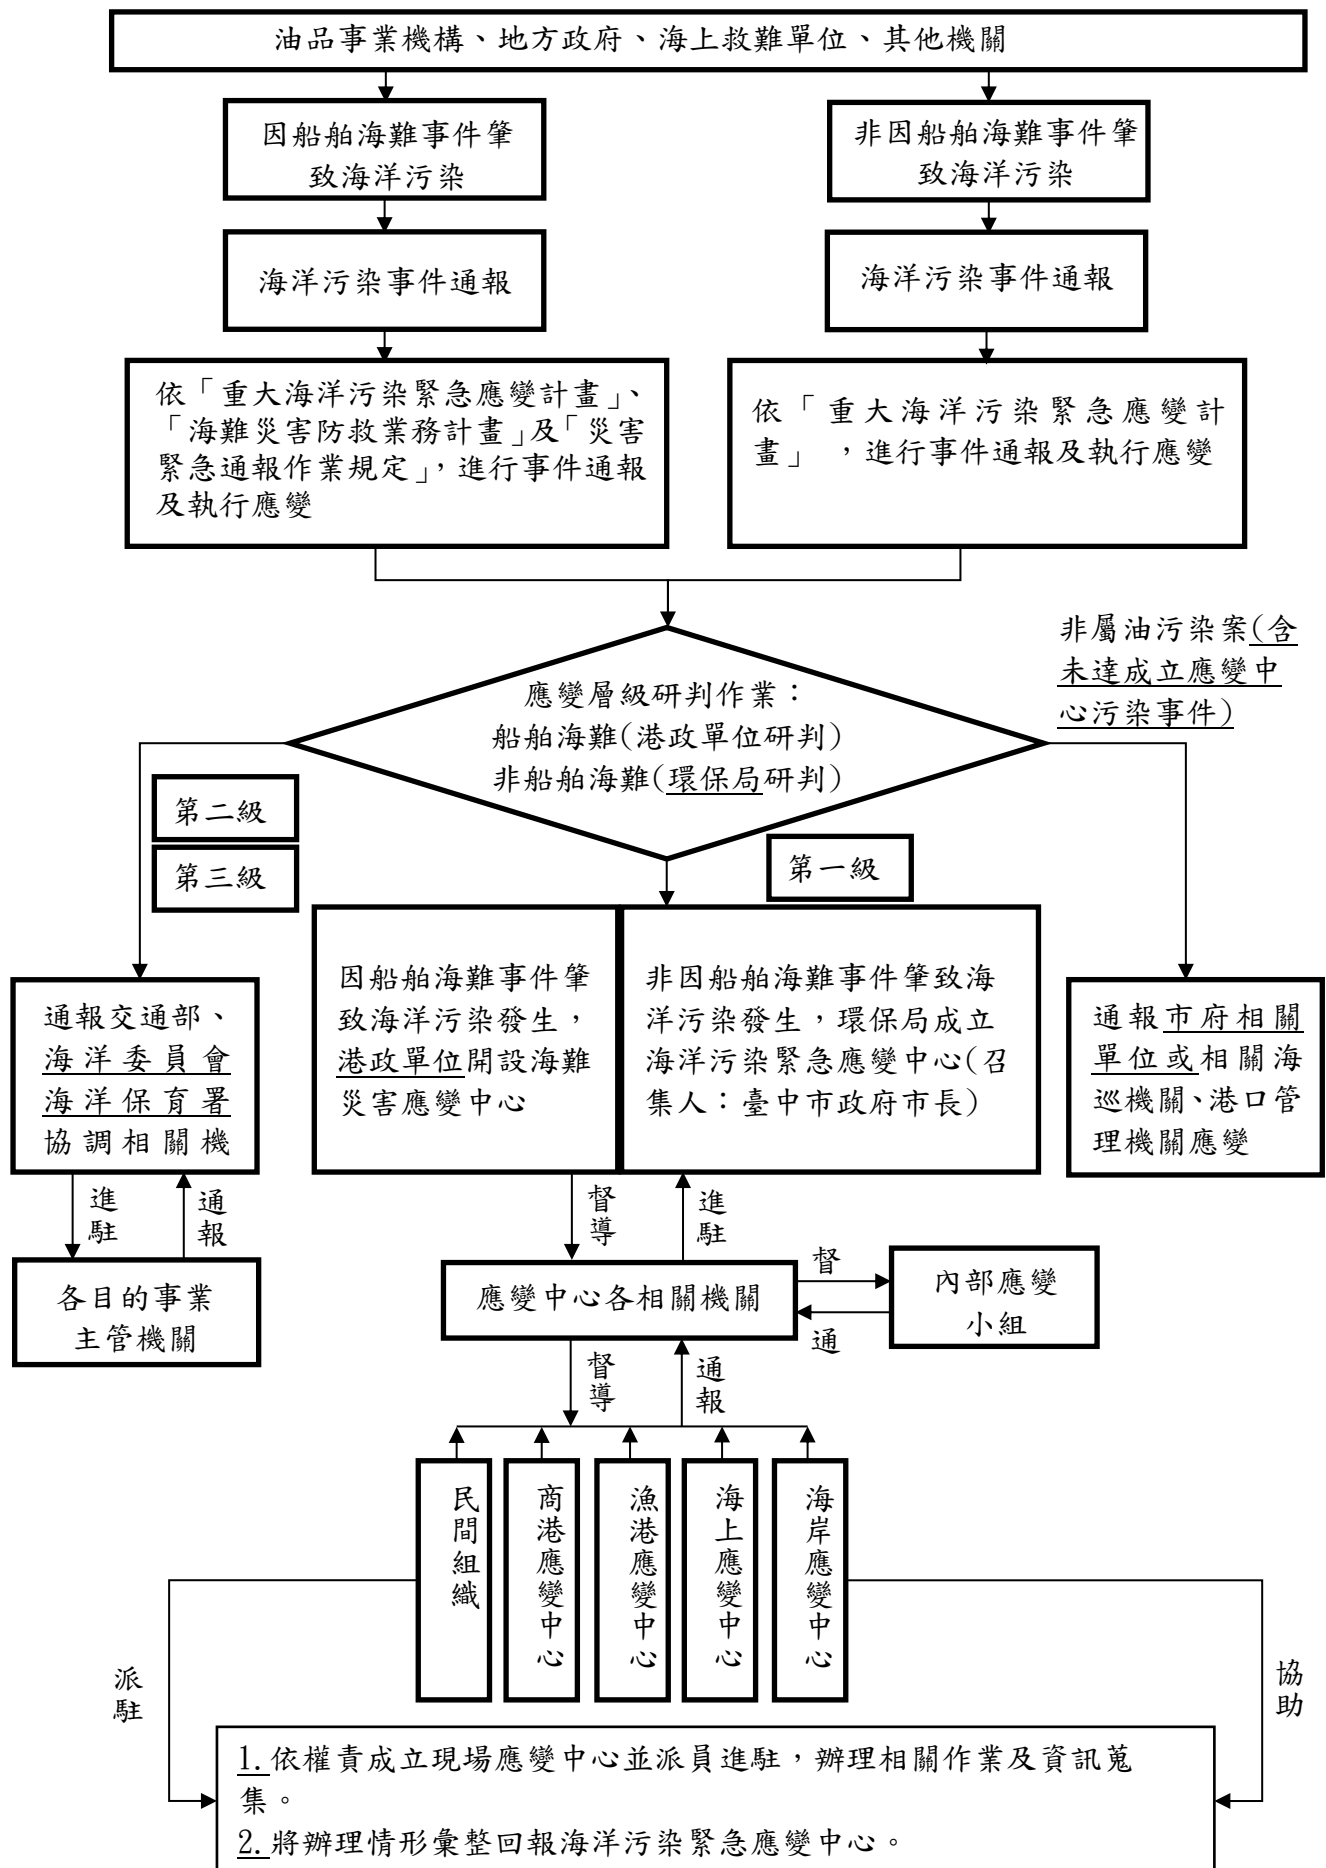 油品事業機構、地方政府、海上救難單位、其他機關
因船舶海難事件肇
致海洋污染
非因船舶海難事件肇
致海洋污染
海洋污染事件通報
海洋污染事件通報
依「重大海洋污染緊急應變計畫」、
「海難災害防救業務計畫」及「災害
緊急通報作業規定」，進行事件通報
及執行應變
依「重大海洋污染緊急應變計
畫」，進行事件通報及執行應變
非屬油污染案(含
未達成立應變中
心污染事件)
應變層級研判作業：
船舶海難(港政單位研判)
非船舶海難(環保局研判)
第二級
第三級
第一級
因船舶海難事件肇
致海洋污染發生，
港政單位開設海難
災害應變中心
非因船舶海難事件肇致海
洋污染發生，環保局成立
海洋污染緊急應變中心(召
集人：臺中市政府市長)
通報交通部、
海洋委員會
海洋保育署
協調相關機
通報市府相關
單位或相關海
巡機關、港口管
理機關應變
進駐
通報
督導
進駐
各目的事業
主管機關
應變中心各相關機關
督
通
內部應變
小組
督導
通報
民間組織
商港應變中心
漁港應變中心
海上應變中心
海岸應變中心
派駐
協助
1.依權責成立現場應變中心並派員進駐，辦理相關作業及資訊蒐
集。
2.將辦理情形彙整回報海洋污染緊急應變中心。